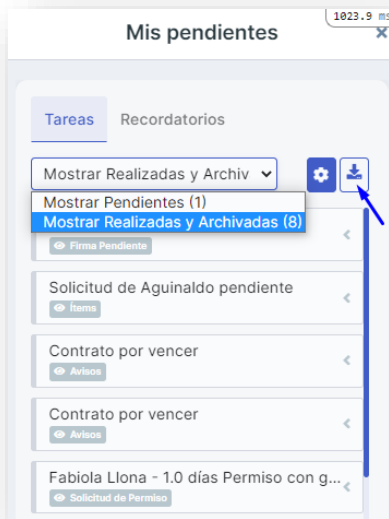 1023.9 ms
Mis pendientes
Tareas Recordatorios
Mostrar Realizadas y Archiv
Mostrar Pendientes (1)
Mostrar Realizadas y Archivadas (8)
Firma Pendiente
Solicitud de Aguinaldo pendiente
Ítems
Contrato por vencer
Avisos
Contrato por vencer
Avisos
Fabiola Llona - 1.0 días Permiso con g...
Solicitud de Permiso